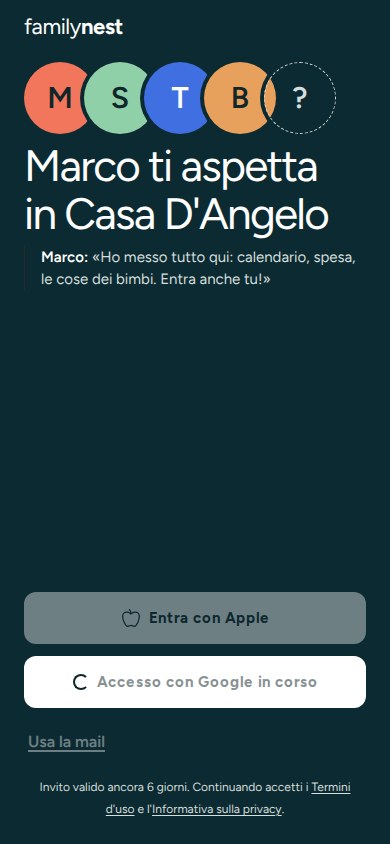 familynest
M S T B ?
Marco ti aspetta
in Casa D'Angelo
Marco: «Ho messo tutto qui: calendario, spesa,
le cose dei bimbi. Entra anche tu!»
Entra con Apple
Accesso con Google in corso
Usa la mail
Invito valido ancora 6 giorni. Continuando accetti i Termini
d'uso e l'Informativa sulla privacy.